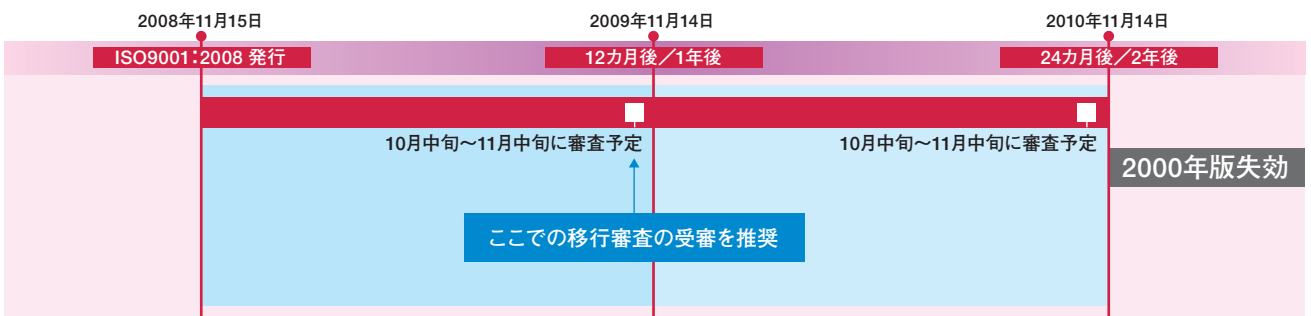 2008年11月15日
2009年11月14日
2010年11月14日
ISO9001：2008 発行
12カ月後／1年後
24カ月後／2年後
10月中旬～11月中旬に審査予定
10月中旬～11月中旬に審査予定
2000年版失効
ここでの移行審査の受審を推奨